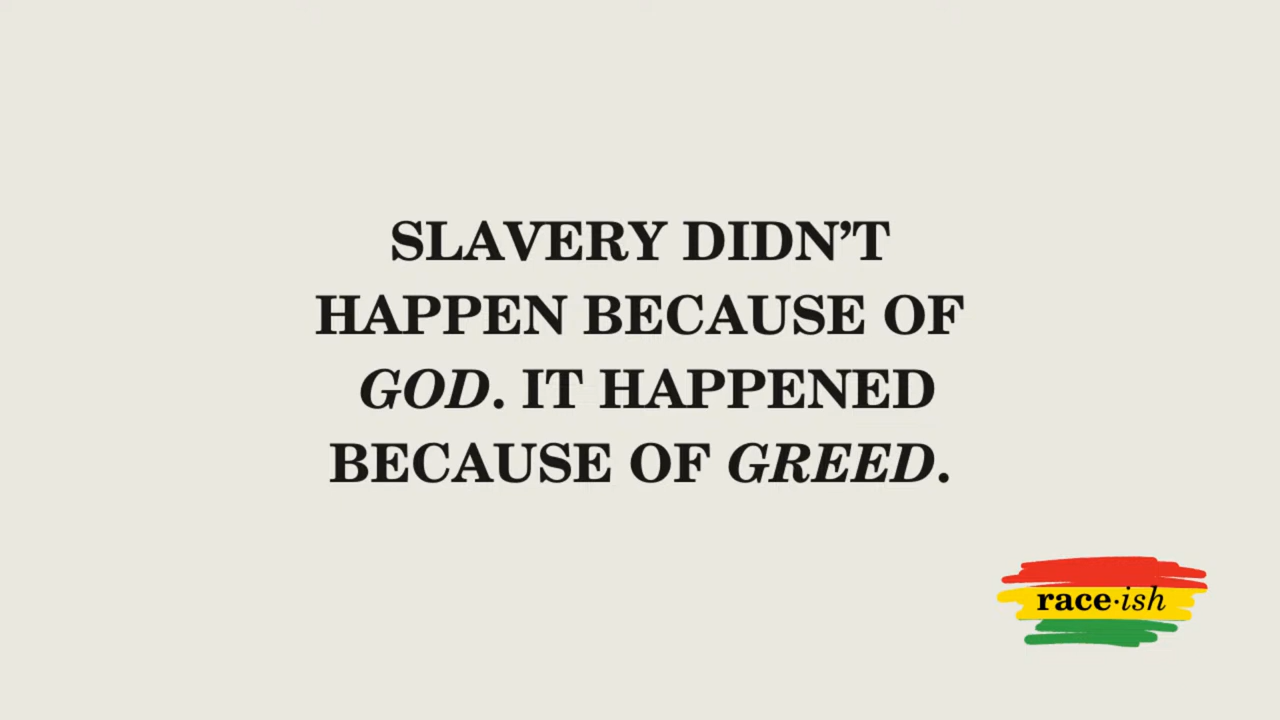 SLAVERY DIDN’T
HAPPEN BECAUSE OF
GOD. IT HAPPENED
BECAUSE OF GREED.
race·ish